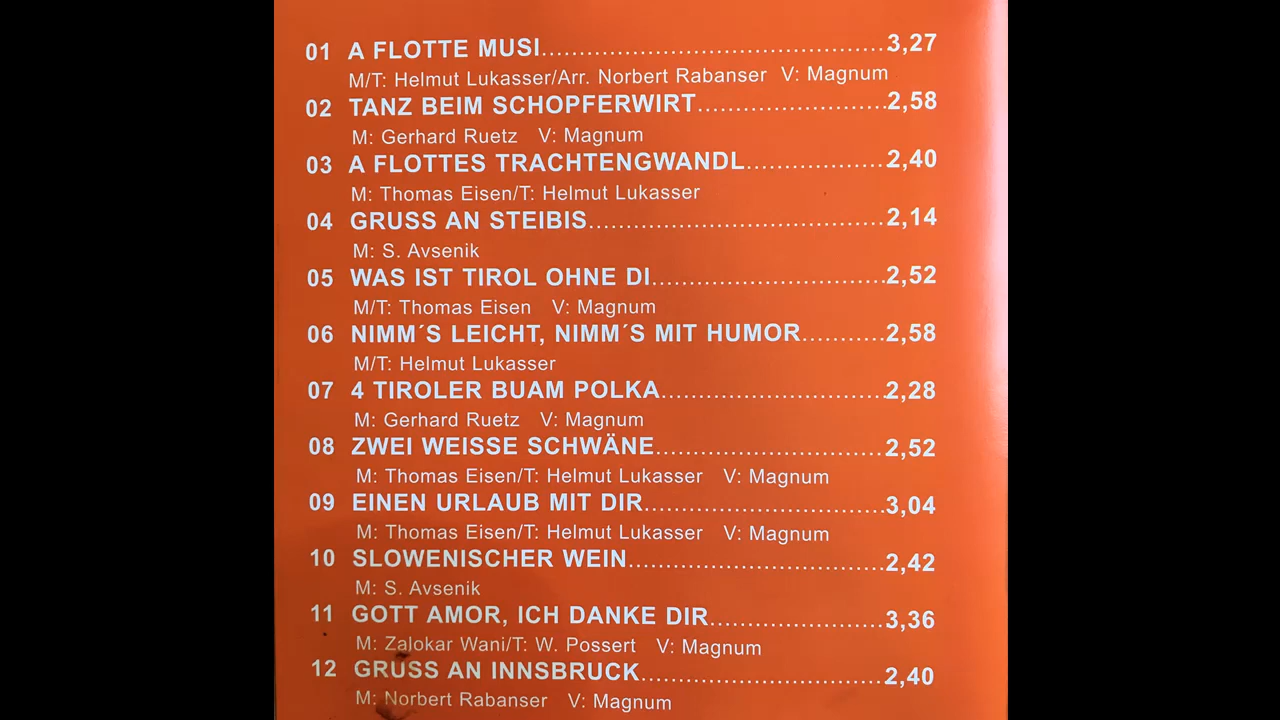 01 A FLOTTE MUSI........................................3,27
M/T: Helmut Lukasser/Arr. Norbert Rabanser V: Magnum
02 TANZ BEIM SCHOPFERWIRT......................2,58
M: Gerhard Ruetz V: Magnum
03 A FLOTTES TRACHTENGWANDL................2,40
M: Thomas Eisen/T: Helmut Lukasser
04 GRUSS AN STEIBIS...................................2,14
M: S. Avsenik
05 WAS IST TIROL OHNE DI...........................2,52
M/T: Thomas Eisen V: Magnum
06 NIMM´S LEICHT, NIMM´S MIT HUMOR..........2,58
M/T: Helmut Lukasser
07 4 TIROLER BUAM POLKA..........................2,28
M: Gerhard Ruetz V: Magnum
08 ZWEI WEISSE SCHWÄNE...........................2,52
M: Thomas Eisen/T: Helmut Lukasser V: Magnum
09 EINEN URLAUB MIT DIR............................3,04
M: Thomas Eisen/T: Helmut Lukasser V: Magnum
10 SLOWENISCHER WEIN..............................2,42
M: S. Avsenik
11 GOTT AMOR, ICH DANKE DIR....................3,36
M: Zalokar Wani/T: W. Possert V: Magnum
12 GRUSS AN INNSBRUCK.............................2,40
M: Norbert Rabanser V: Magnum